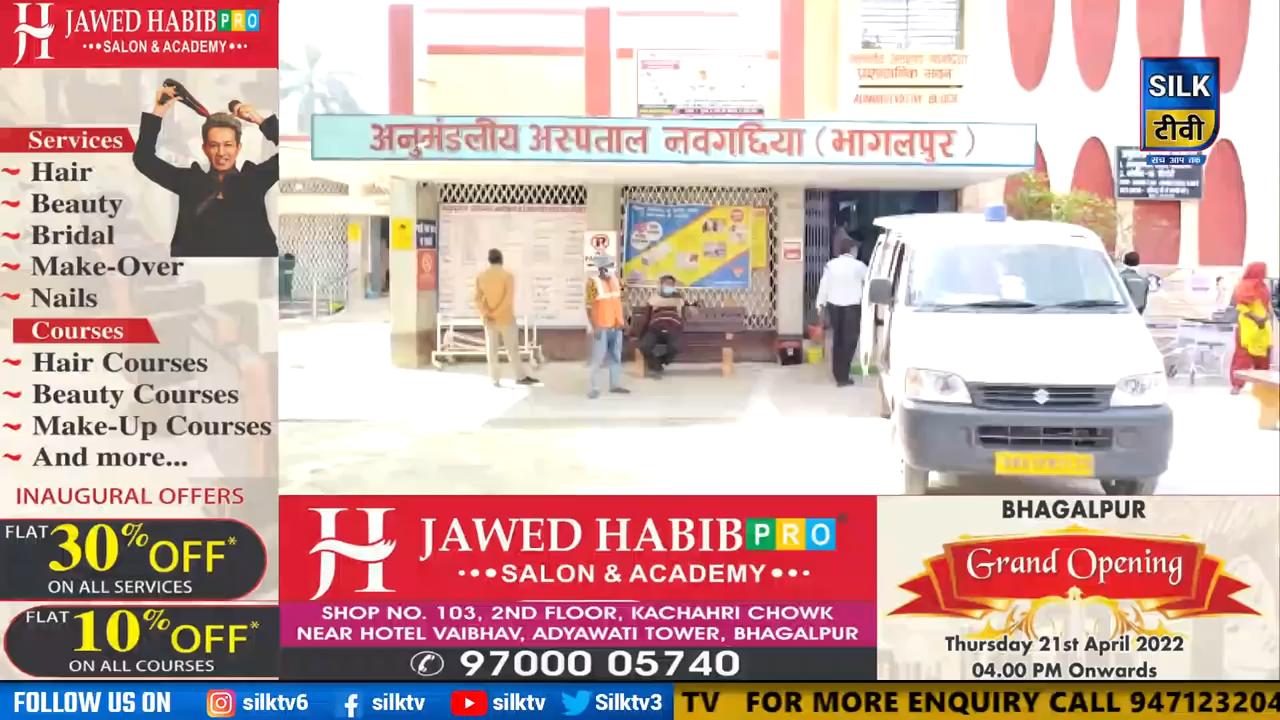 JAWED HABIB PRO
•••SALON & ACADEMY•••
Services
~ Hair
~ Beauty
~ Bridal
~ Make-Over
~ Nails
Courses
~ Hair Courses
~ Beauty Courses
~ Make-Up Courses
~ And more...
INAUGURAL OFFERS
FLAT 30% OFF*
ON ALL SERVICES
FLAT 10% OFF*
ON ALL COURSES
अनुमंडलीय अस्पताल नवगछिया (भागलपुर)
SILK
टीवी
सच आप तक
JAWED HABIB PRO
•••SALON & ACADEMY•••
SHOP NO. 103, 2ND FLOOR, KACHAHRI CHOWK
NEAR HOTEL VAIBHAV, ADYAWATI TOWER, BHAGALPUR
97000 05740
BHAGALPUR
Grand Opening
Thursday 21st April 2022
04.00 PM Onwards
FOLLOW US ON silktv6 silktv silktv Silktv3 TV FOR MORE ENQUIRY CALL 947123204